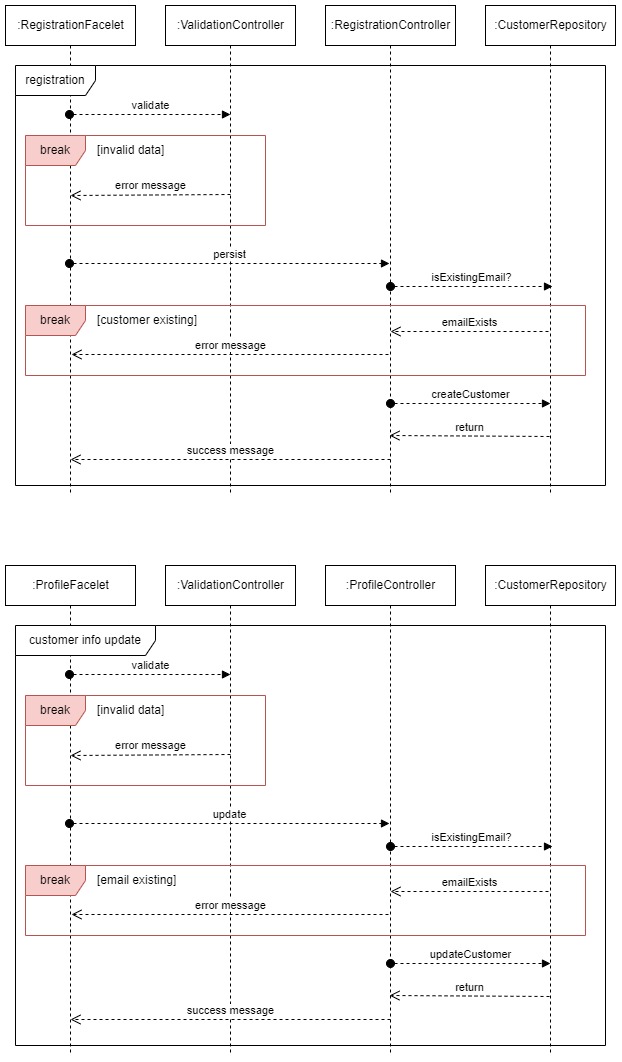 :RegistrationFacelet :ValidationController :RegistrationController :CustomerRepository
registration
validate
break [invalid data]
error message
persist
isExistingEmail?
break [customer existing]
emailExists
error message
createCustomer
return
success message
:ProfileFacelet :ValidationController :ProfileController :CustomerRepository
customer info update
validate
break [invalid data]
error message
update
isExistingEmail?
break [email existing]
emailExists
error message
updateCustomer
return
success message